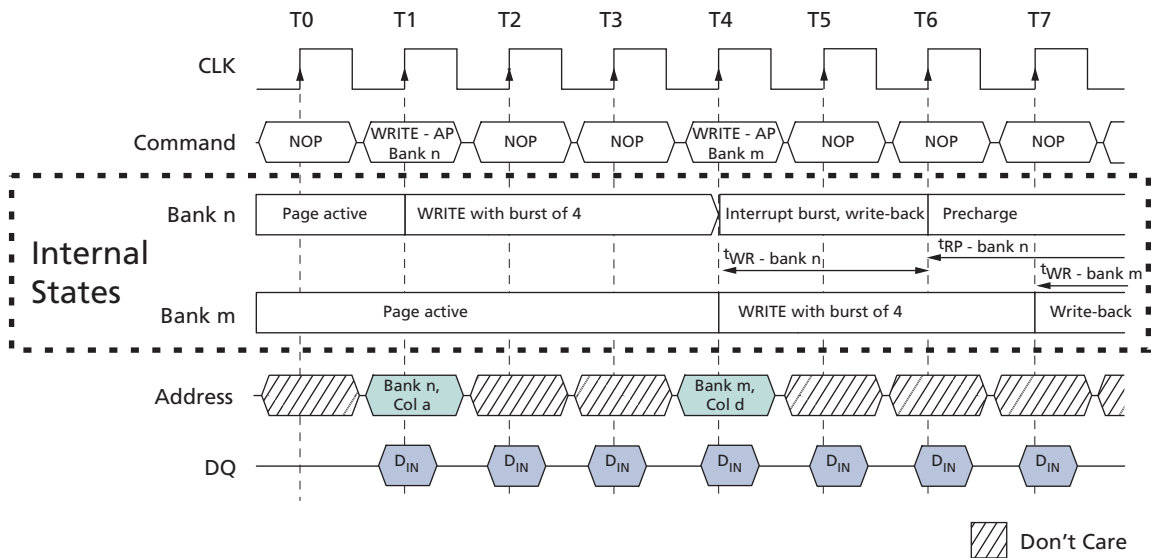 T0 T1 T2 T3 T4 T5 T6 T7
CLK
Command NOP WRITE - AP Bank n NOP NOP WRITE - AP Bank m NOP NOP NOP
Internal States
Bank n Page active WRITE with burst of 4 Interrupt burst, write-back Precharge
tWR - bank n tRP - bank n
tWR - bank m
Bank m Page active WRITE with burst of 4 Write-back
Address Bank n, Col a Bank m, Col d
DQ DIN DIN DIN DIN DIN DIN DIN
Don't Care